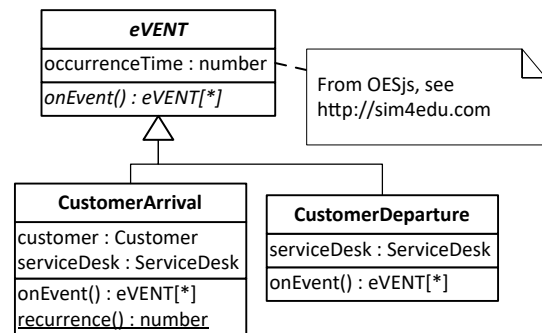 eVENT
occurrenceTime : number
onEvent() : eVENT[*]
From OESjs, see
http://sim4edu.com
CustomerArrival
customer : Customer
serviceDesk : ServiceDesk
onEvent() : eVENT[*]
recurrence() : number
CustomerDeparture
serviceDesk : ServiceDesk
onEvent() : eVENT[*]